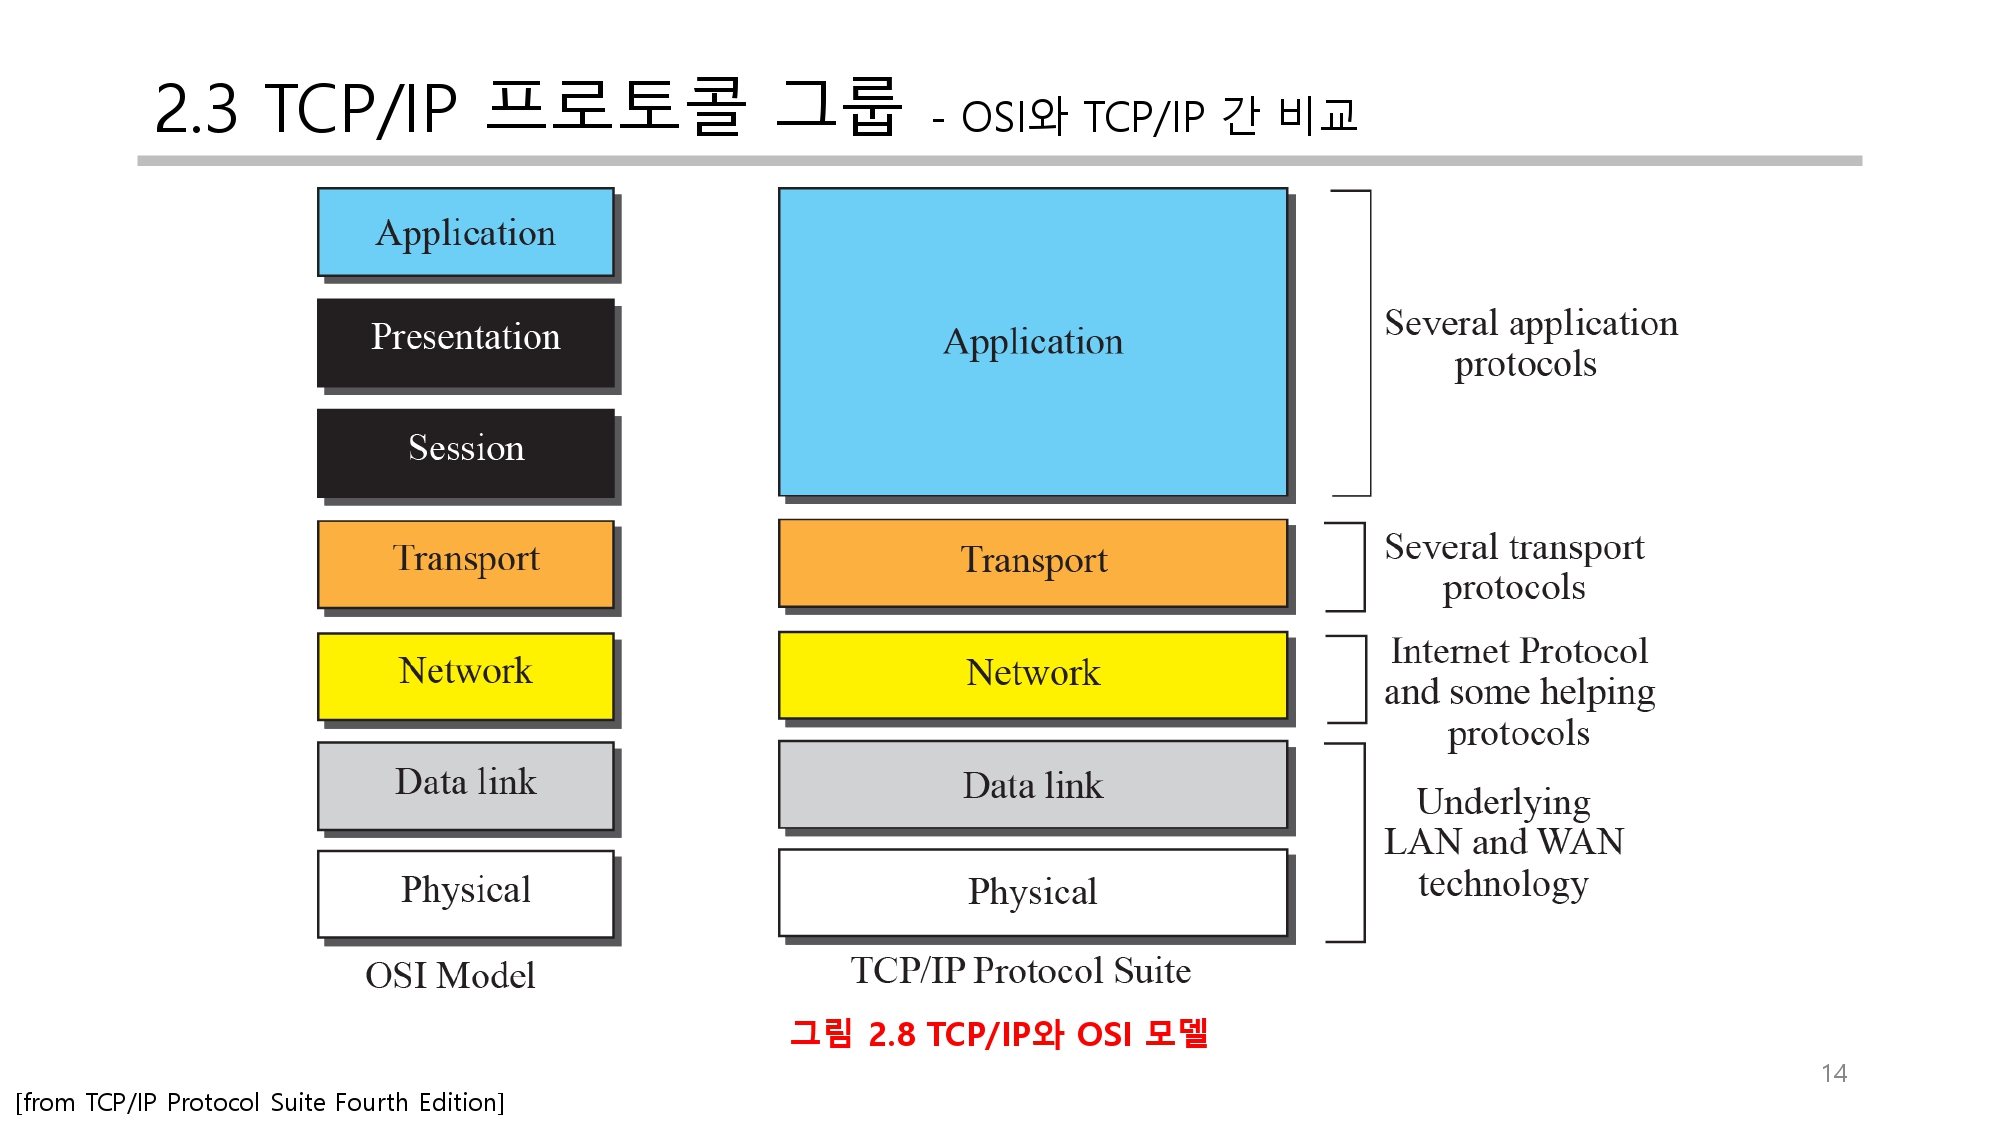 2.3 TCP/IP 프로토콜 그룹 - OSI와 TCP/IP 간 비교
Application
Presentation
Session
Transport
Network
Data link
Physical
OSI Model
Application
Transport
Network
Data link
Physical
TCP/IP Protocol Suite
Several application
protocols
Several transport
protocols
Internet Protocol
and some helping
protocols
Underlying
LAN and WAN
technology
그림 2.8 TCP/IP와 OSI 모델
14
[from TCP/IP Protocol Suite Fourth Edition]